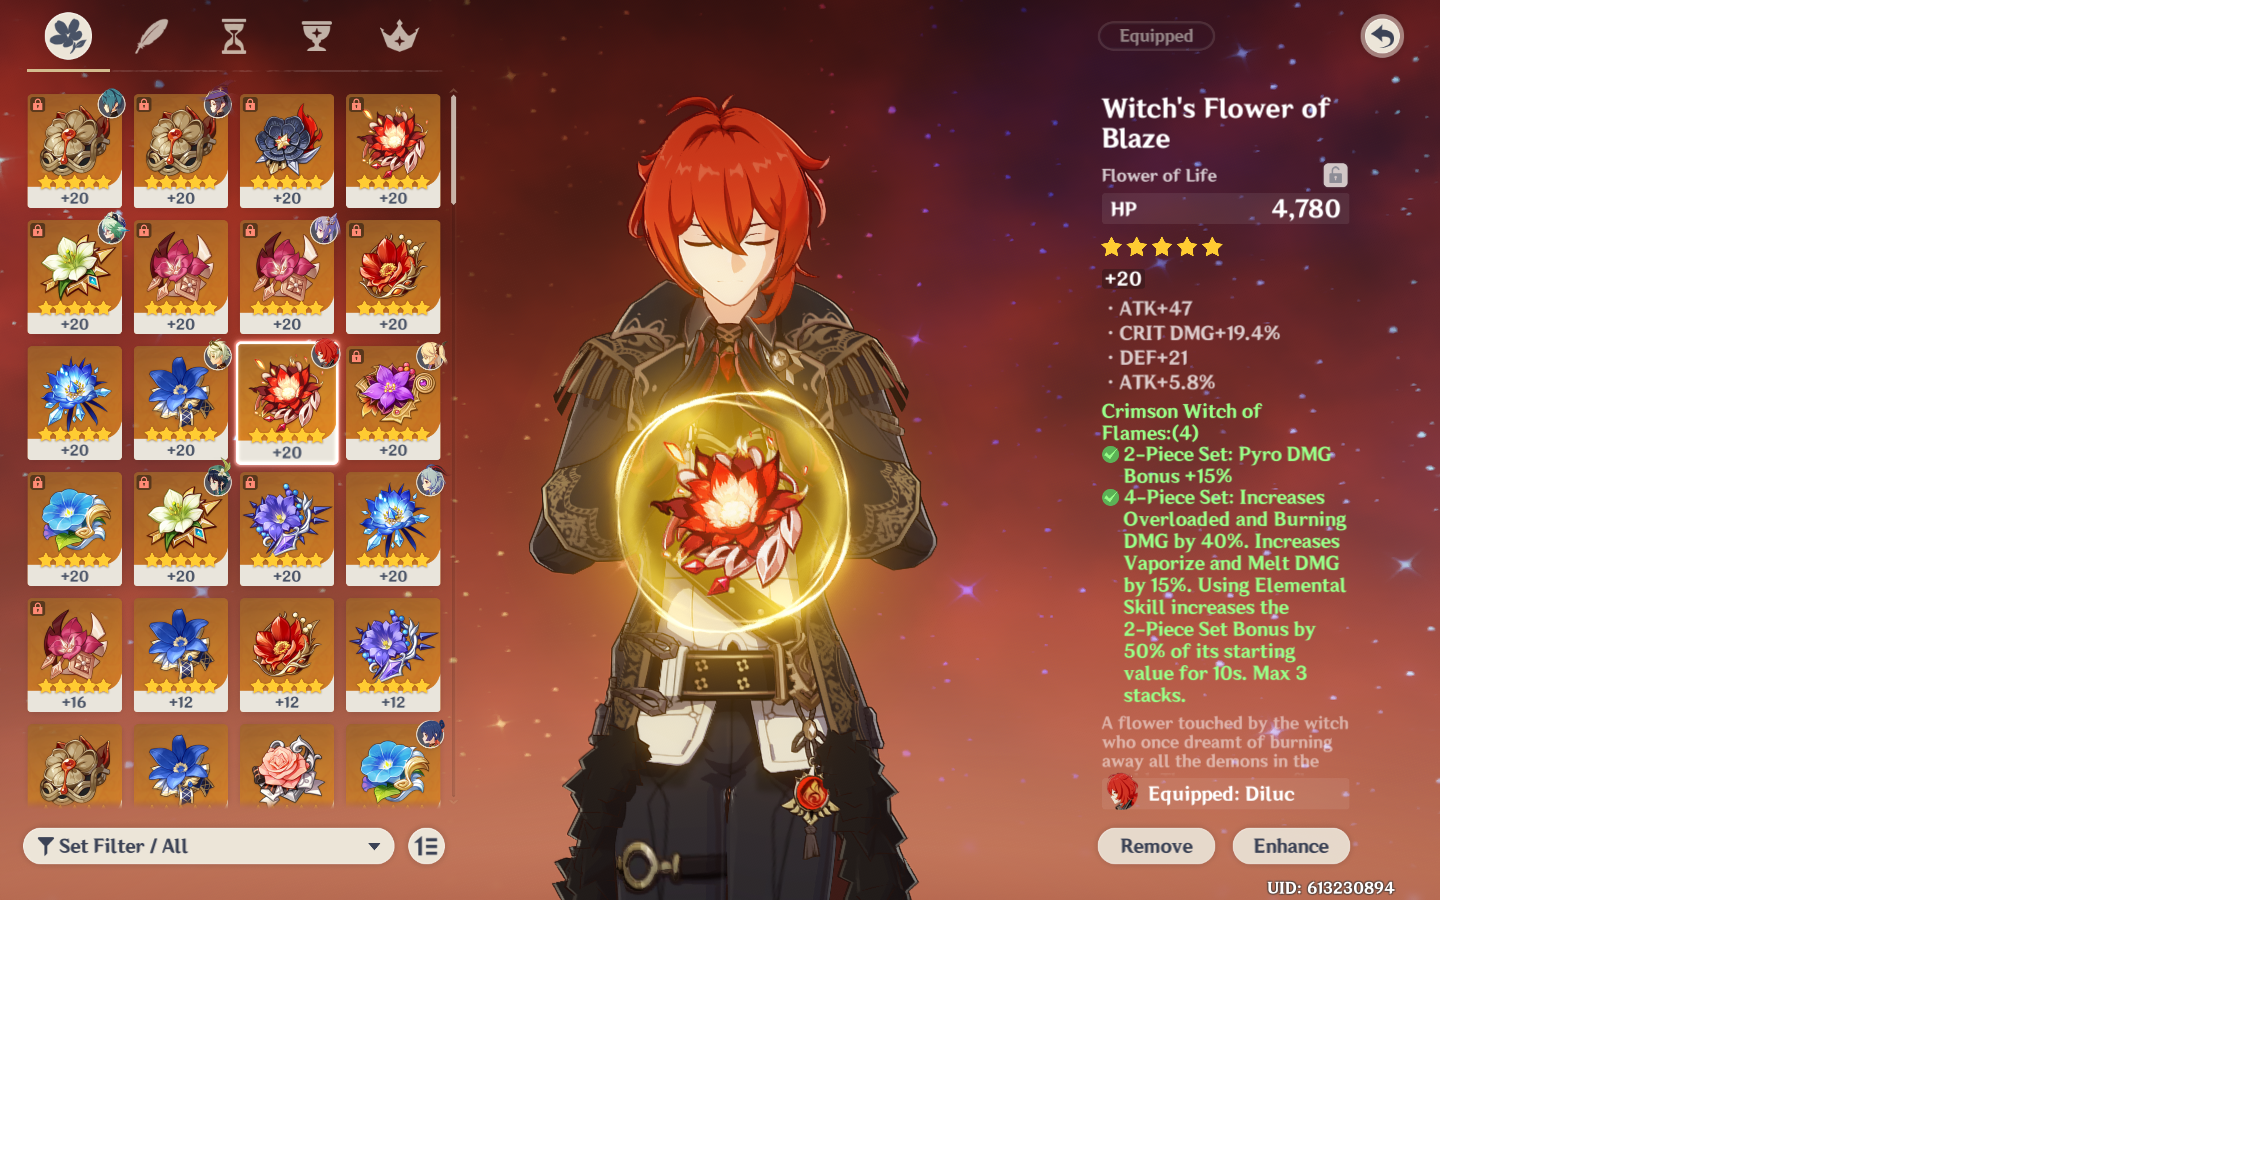 Equipped
Witch's Flower of
Blaze
Flower of Life
HP 4,780
+20
· ATK+47
· CRIT DMG+19.4%
· DEF+21
· ATK+5.8%
Crimson Witch of
Flames:(4)
2-Piece Set: Pyro DMG
Bonus +15%
4-Piece Set: Increases
Overloaded and Burning
DMG by 40%. Increases
Vaporize and Melt DMG
by 15%. Using Elemental
Skill increases the
2-Piece Set Bonus by
50% of its starting
value for 10s. Max 3
stacks.
A flower touched by the witch
who once dreamt of burning
away all the demons in the
Equipped: Diluc
Remove Enhance
UID: 613230894
+20 +20 +20 +20
+20 +20 +20 +20
+20 +20 +20 +20
+20 +20 +20 +20
+16 +12 +12 +12
Set Filter / All
1